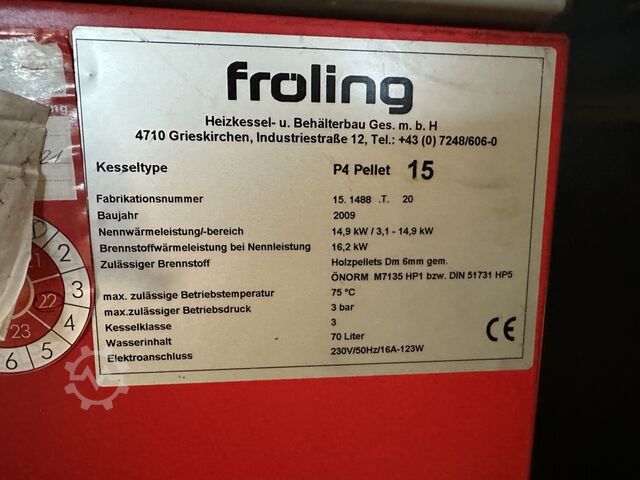 froling
Heizkessel- u. Behälterbau Ges. m. b. H
4710 Grieskirchen, Industriestraße 12, Tel.: +43 (0) 7248/606-0
Kesseltype P4 Pellet 15
Fabrikationsnummer 15. 1488 .T. 20
Baujahr 2009
Nennwärmeleistung/-bereich 14,9 kW / 3,1 - 14,9 kW
Brennstoffwärmeleistung bei Nennleistung 16,2 kW
Zulässiger Brennstoff Holzpellets Dm 6mm gem.
ÖNORM M7135 HP1 bzw. DIN 51731 HP5
max. zulässige Betriebstemperatur 75 °C
max.zulässiger Betriebsdruck 3 bar
Kesselklasse 3
Wasserinhalt 70 Liter
Elektroanschluss 230V/50Hz/16A-123W
CE
21
2
3
4
5
6
22
23